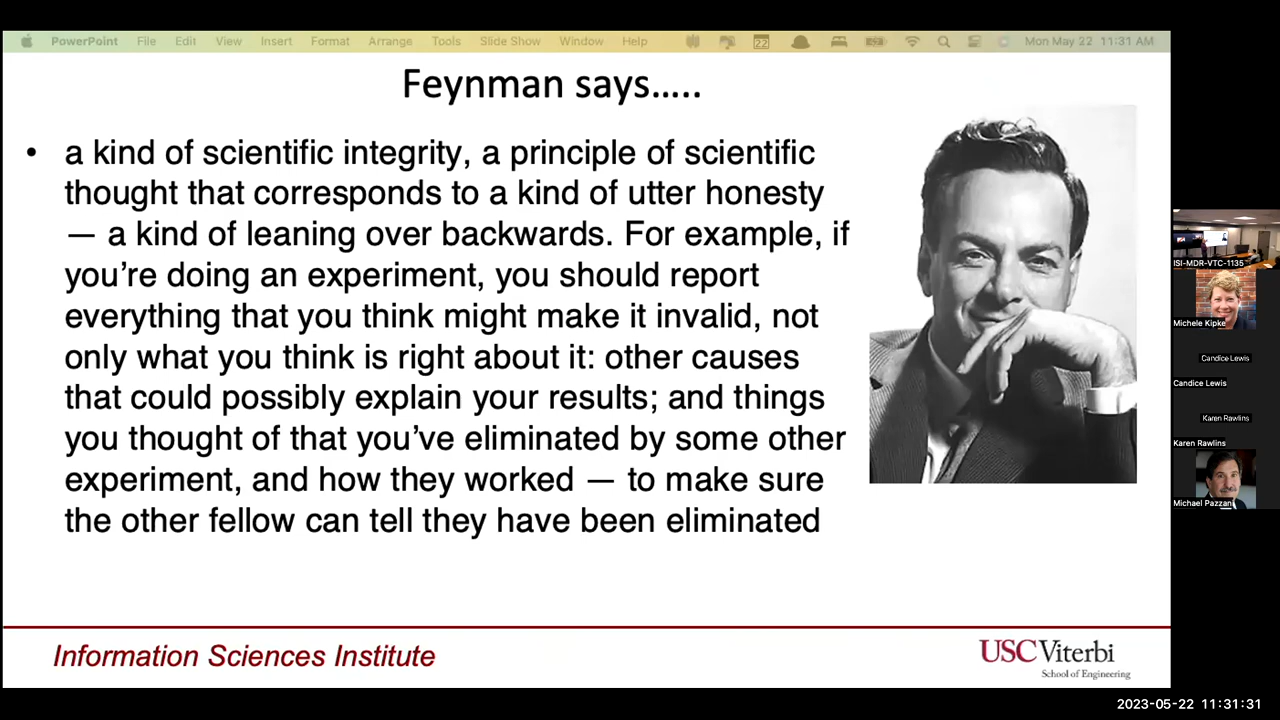 PowerPoint File Edit View Insert Format Arrange Tools Slide Show Window Help 22 Mon May 22 11:31 AM
Feynman says.....
• a kind of scientific integrity, a principle of scientific
thought that corresponds to a kind of utter honesty
— a kind of leaning over backwards. For example, if
you’re doing an experiment, you should report
everything that you think might make it invalid, not
only what you think is right about it: other causes
that could possibly explain your results; and things
you thought of that you’ve eliminated by some other
experiment, and how they worked — to make sure
the other fellow can tell they have been eliminated
Information Sciences Institute
USC Viterbi
School of Engineering
ISI-MDR-VTC-1135
Michele Kipke
Candice Lewis
Candice Lewis
Karen Rawlins
Karen Rawlins
Michael Pazzani
2023-05-22 11:31:31